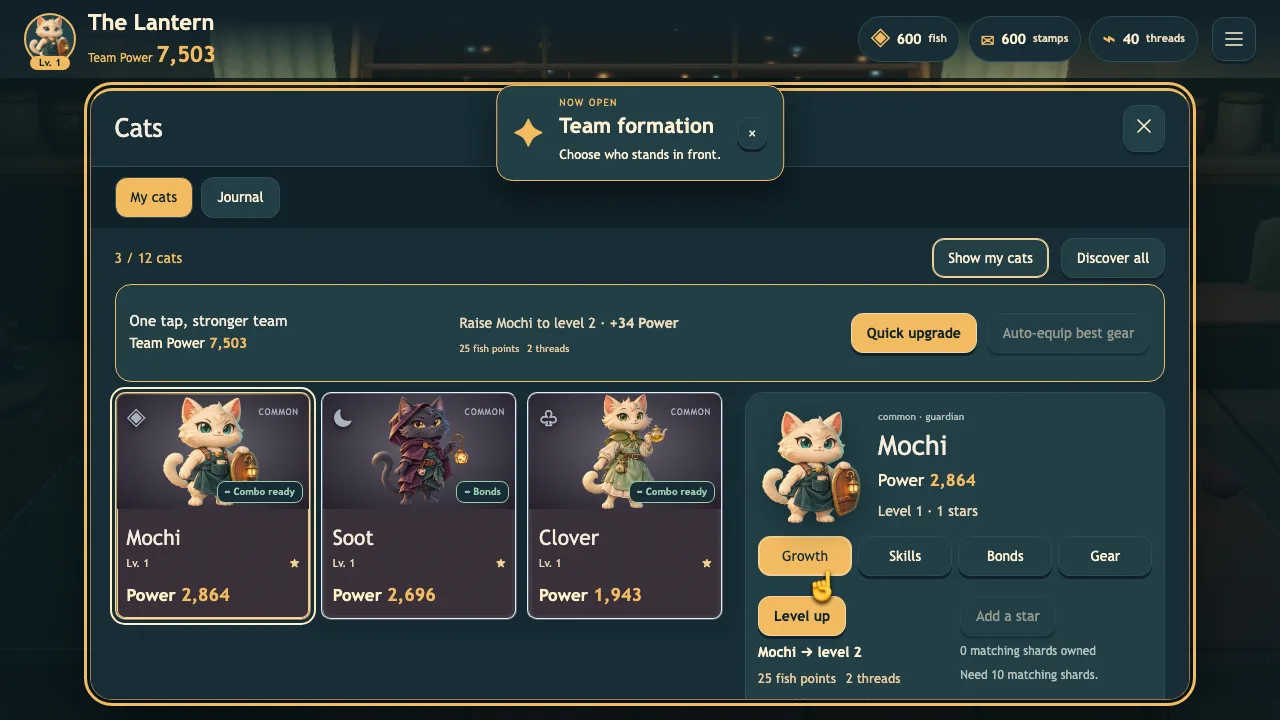 The Lantern
Team Power 7,503
Lv. 1
600 fish
600 stamps
40 threads
NOW OPEN
Team formation
Choose who stands in front.
Cats
My cats
Journal
3 / 12 cats
Show my cats
Discover all
One tap, stronger team
Team Power 7,503
Raise Mochi to level 2 · +34 Power
25 fish points 2 threads
Quick upgrade
Auto-equip best gear
COMMON
Combo ready
Mochi
Lv. 1
Power 2,864
COMMON
Bonds
Soot
Lv. 1
Power 2,696
COMMON
Combo ready
Clover
Lv. 1
Power 1,943
common · guardian
Mochi
Power 2,864
Level 1 · 1 stars
Growth
Skills
Bonds
Gear
Level up
Mochi → level 2
25 fish points 2 threads
Add a star
0 matching shards owned
Need 10 matching shards.